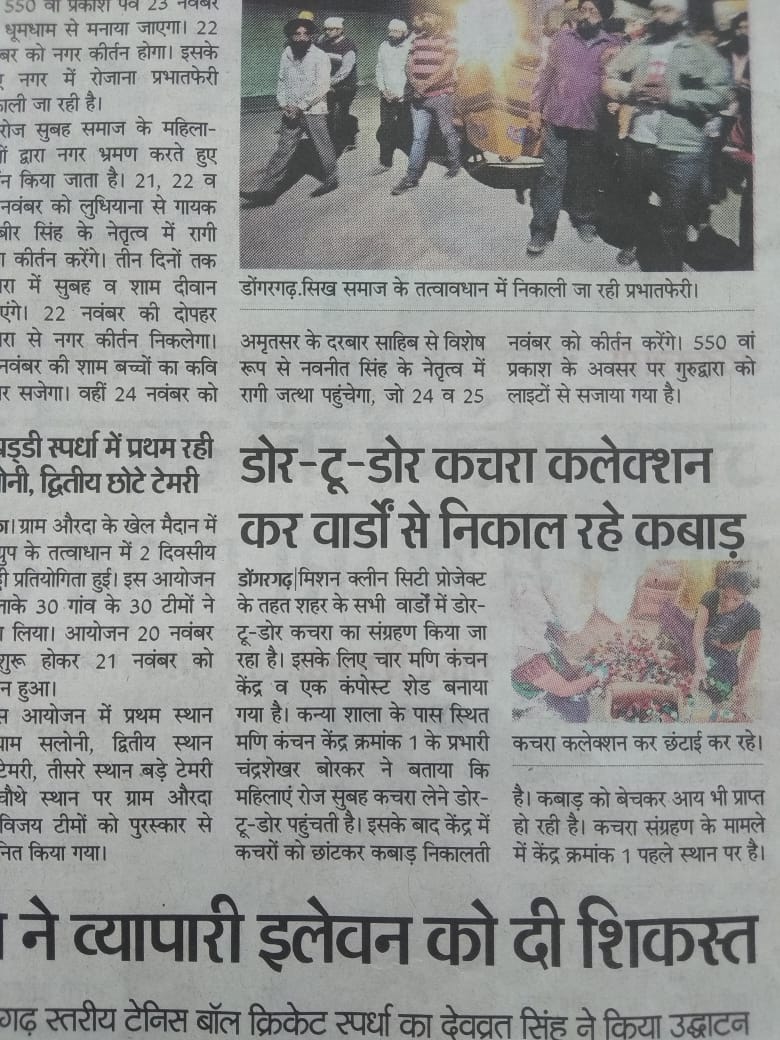 550 वां प्रकाश पर्व 23 नवंबर
धूमधाम से मनाया जाएगा। 22
को नगर कीर्तन होगा। इसके
नगर में रोजाना प्रभातफेरी
जा रही है।
रोज सुबह समाज के महिला-
द्वारा नगर भ्रमण करते हुए
किया जाता है। 21, 22 व
नवंबर को लुधियाना से गायक
सिंह के नेतृत्व में रागी
कीर्तन करेंगे। तीन दिनों तक
में सुबह व शाम दीवान
22 नवंबर की दोपहर
से नगर कीर्तन निकलेगा।
नवंबर की शाम बच्चों का कवि
सजेगा। वहीं 24 नवंबर को
डोंगरगढ़.सिख समाज के तत्वावधान में निकाली जा रही प्रभातफेरी।
अमृतसर के दरबार साहिब से विशेष
रूप से नवनीत सिंह के नेतृत्व में
रागी जत्था पहुंचेगा, जो 24 व 25
नवंबर को कीर्तन करेंगे। 550 वां
प्रकाश के अवसर पर गुरुद्वारा को
लाइटों से सजाया गया है।
स्पर्धा में प्रथम रही
द्वितीय छोटे टेमरी
ग्राम औरदा के खेल मैदान में
के तत्वाधान में 2 दिवसीय
प्रतियोगिता हुई। इस आयोजन
30 गांव के 30 टीमों ने
लिया। आयोजन 20 नवंबर
शुरू होकर 21 नवंबर को
हुआ।
आयोजन में प्रथम स्थान
सलोनी, द्वितीय स्थान
टेमरी, तीसरे स्थान बड़े टेमरी
चौथे स्थान पर ग्राम औरदा
विजय टीमों को पुरस्कार से
किया गया।
डोर-टू-डोर कचरा कलेक्शन
कर वार्डों से निकाल रहे कबाड़
डोंगरगढ़|मिशन क्लीन सिटी प्रोजेक्ट
के तहत शहर के सभी वार्डों में डोर-
टू-डोर कचरा का संग्रहण किया जा
रहा है। इसके लिए चार मणि कंचन
केंद्र व एक कंपोस्ट शेड बनाया
गया है। कन्या शाला के पास स्थित
मणि कंचन केंद्र क्रमांक 1 के प्रभारी
चंद्रशेखर बोरकर ने बताया कि
महिलाएं रोज सुबह कचरा लेने डोर-
टू-डोर पहुंचती है। इसके बाद केंद्र में
कचरों को छांटकर कबाड़ निकालती
कचरा कलेक्शन कर छंटाई कर रहे।
है। कबाड़ को बेचकर आय भी प्राप्त
हो रही है। कचरा संग्रहण के मामले
में केंद्र क्रमांक 1 पहले स्थान पर है।
ने व्यापारी इलेवन को दी शिकस्त
स्तरीय टेनिस बॉल क्रिकेट स्पर्धा का देवव्रत सिंह ने किया उद्घाटन